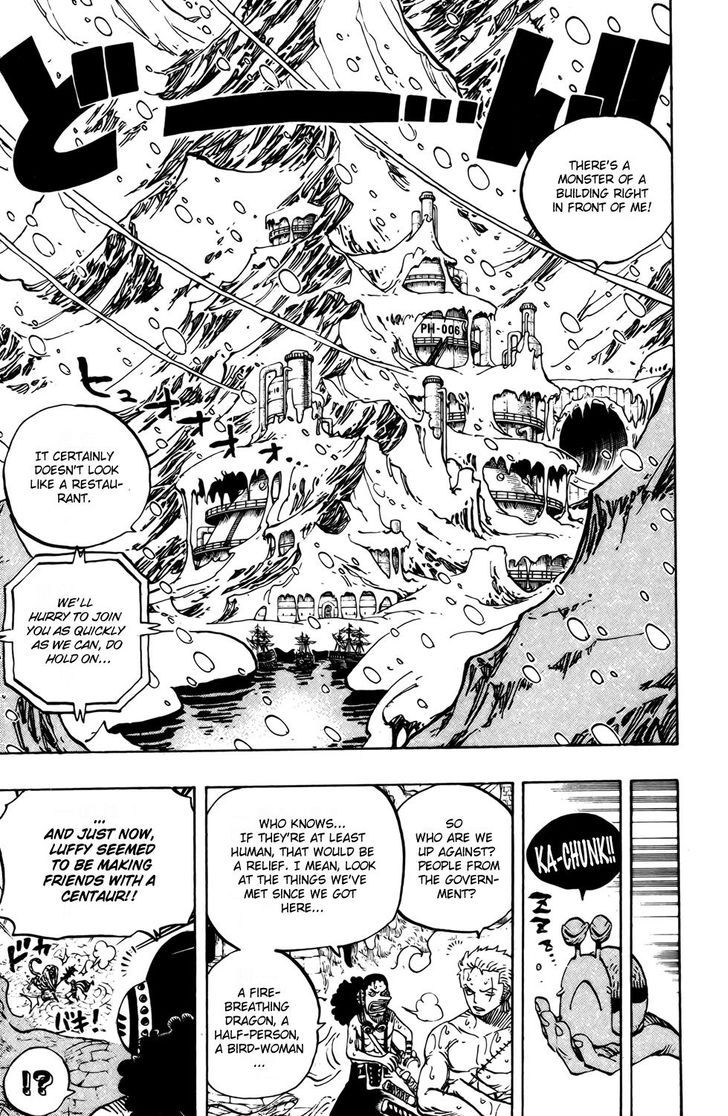 ど
ーーん
THERE'S A
MONSTER OF A
BUILDING RIGHT
IN FRONT OF ME!
PH-006
ヒュ
オオオオ...
IT CERTAINLY
DOESN'T LOOK
LIKE A RESTAU-
RANT.
WE'LL
HURRY TO JOIN
YOU AS QUICKLY
AS WE CAN, DO
HOLD ON...
KA-CHUNK!!
SO
WHO ARE WE
UP AGAINST?
PEOPLE FROM
THE GOVERN-
MENT?
WHO KNOWS...
IF THEY'RE AT LEAST
HUMAN, THAT WOULD BE
A RELIEF. I MEAN, LOOK
AT THE THINGS WE'VE
MET SINCE WE GOT
HERE...
A FIRE-
BREATHING
DRAGON, A
HALF-PERSON,
A BIRD-WOMAN
...
...
AND JUST NOW,
LUFFY SEEMED
TO BE MAKING
FRIENDS WITH A
CENTAUR!!
ドカ
バキ!
!?